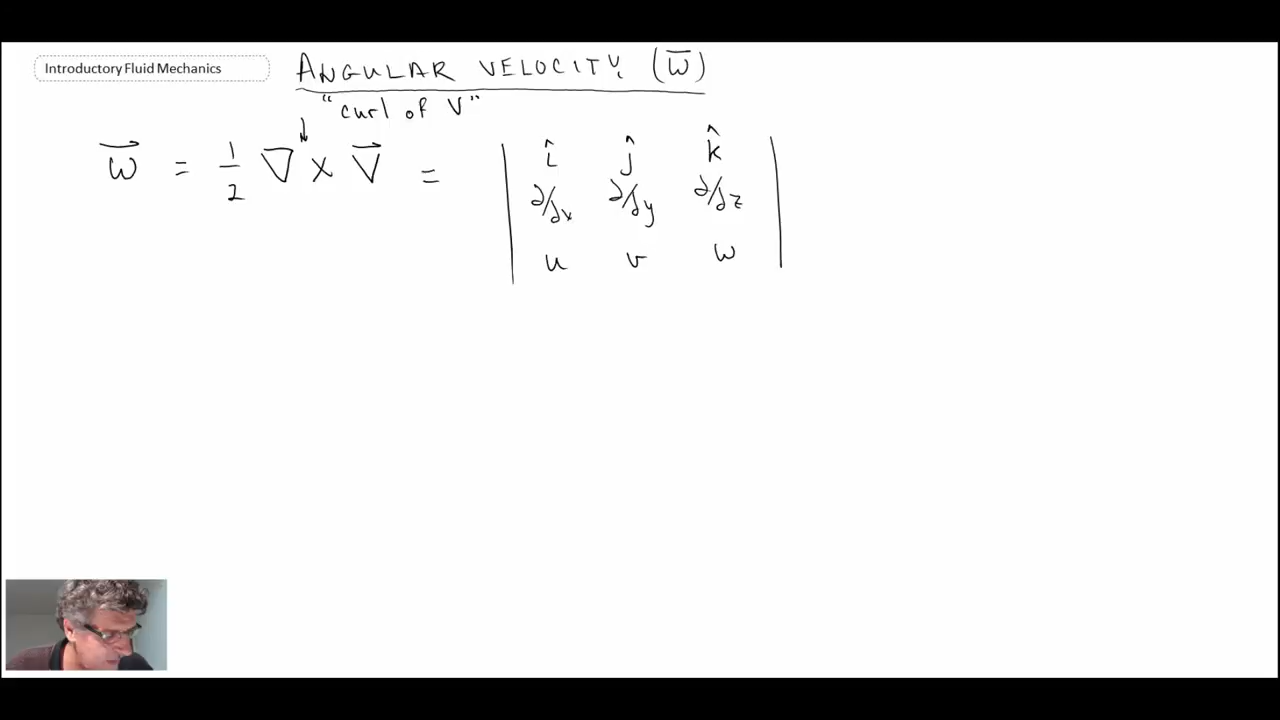 Introductory Fluid Mechanics
ANGULAR VELOCITY (ω̅)
"curl of V"
↓
ω⃗ = 1/2 ∇ × V⃗ = | î ĵ k̂ |
| ∂/∂x ∂/∂y ∂/∂z |
| u v w |